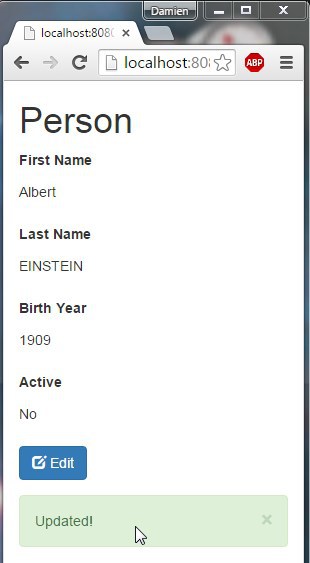 Damien
localhost:8080
localhost:808
ABP
Person
First Name
Albert
Last Name
EINSTEIN
Birth Year
1909
Active
No
Edit
Updated!